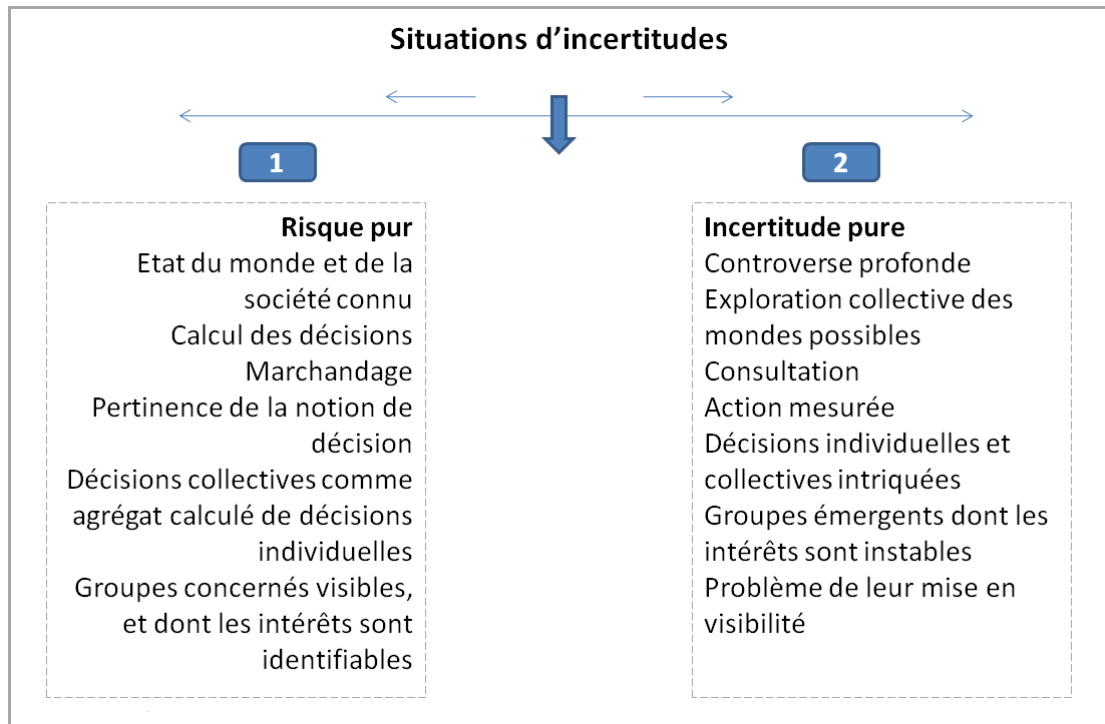 Situations d’incertitudes
1
Risque pur
Etat du monde et de la
société connu
Calcul des décisions
Marchandage
Pertinence de la notion de
décision
Décisions collectives comme
agrégat calculé de décisions
individuelles
Groupes concernés visibles,
et dont les intérêts sont
identifiables
2
Incertitude pure
Controverse profonde
Exploration collective des
mondes possibles
Consultation
Action mesurée
Décisions individuelles et
collectives intriquées
Groupes émergents dont les
intérêts sont instables
Problème de leur mise en
visibilité